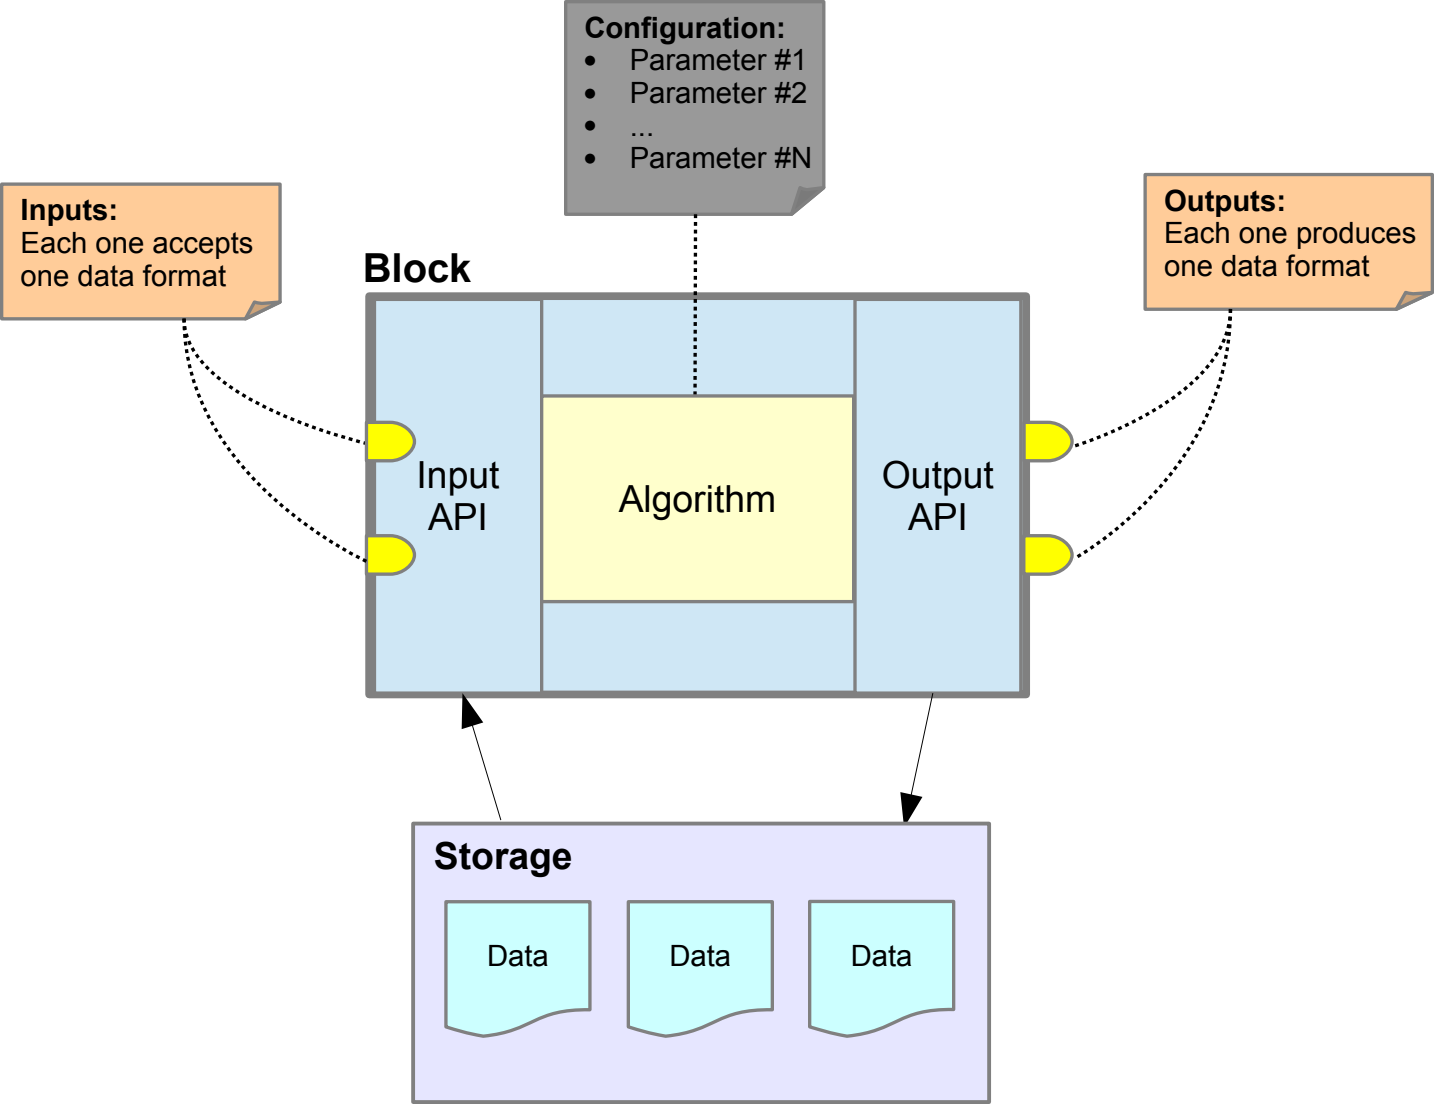 Configuration:
• Parameter #1
• Parameter #2
• ...
• Parameter #N
Inputs:
Each one accepts
one data format
Outputs:
Each one produces
one data format
Block
Input
API
Algorithm
Output
API
Storage
Data
Data
Data